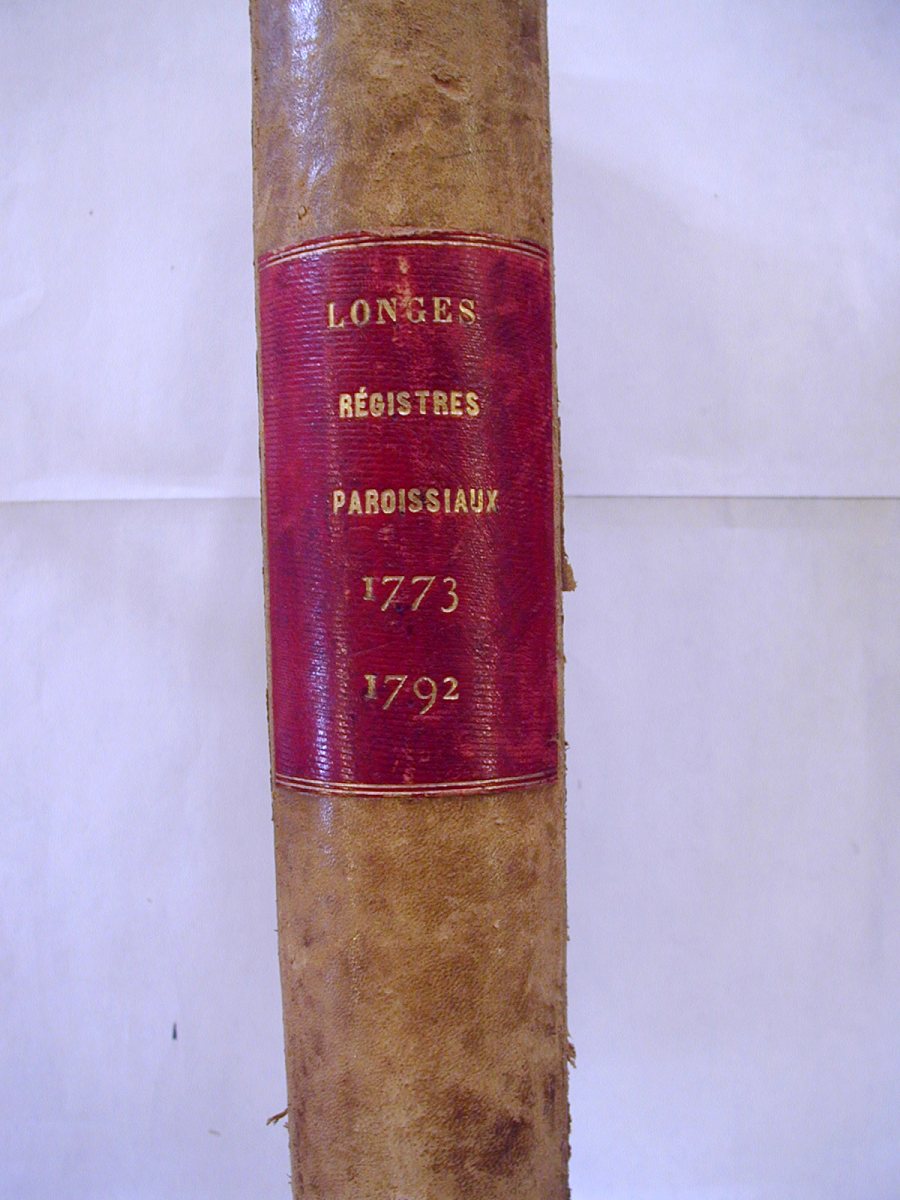 LONGES
RÉGISTRES
PAROISSIAUX
1773
1792